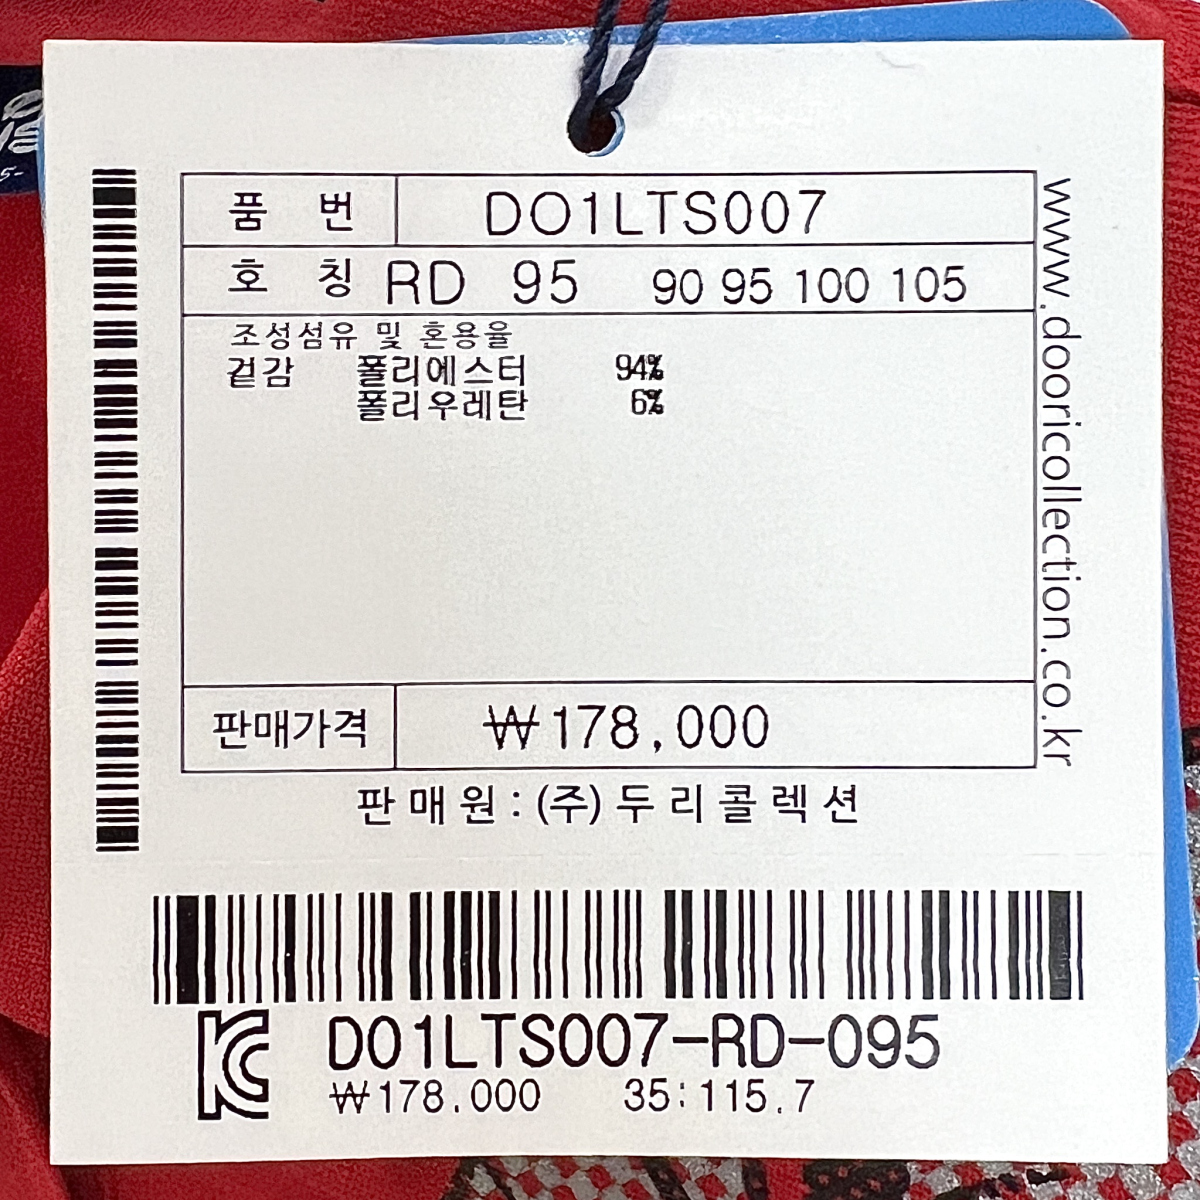 품 번 DO1LTS007
호 칭 RD 95 90 95 100 105
조성섬유 및 혼용율
겉감 폴리에스터 94%
폴리우레탄 6%
판매가격 ₩178,000
판매원 : (주)두리콜렉션
www.dooricollection.co.kr
DO1LTS007-RD-095
₩178.000 35:115.7